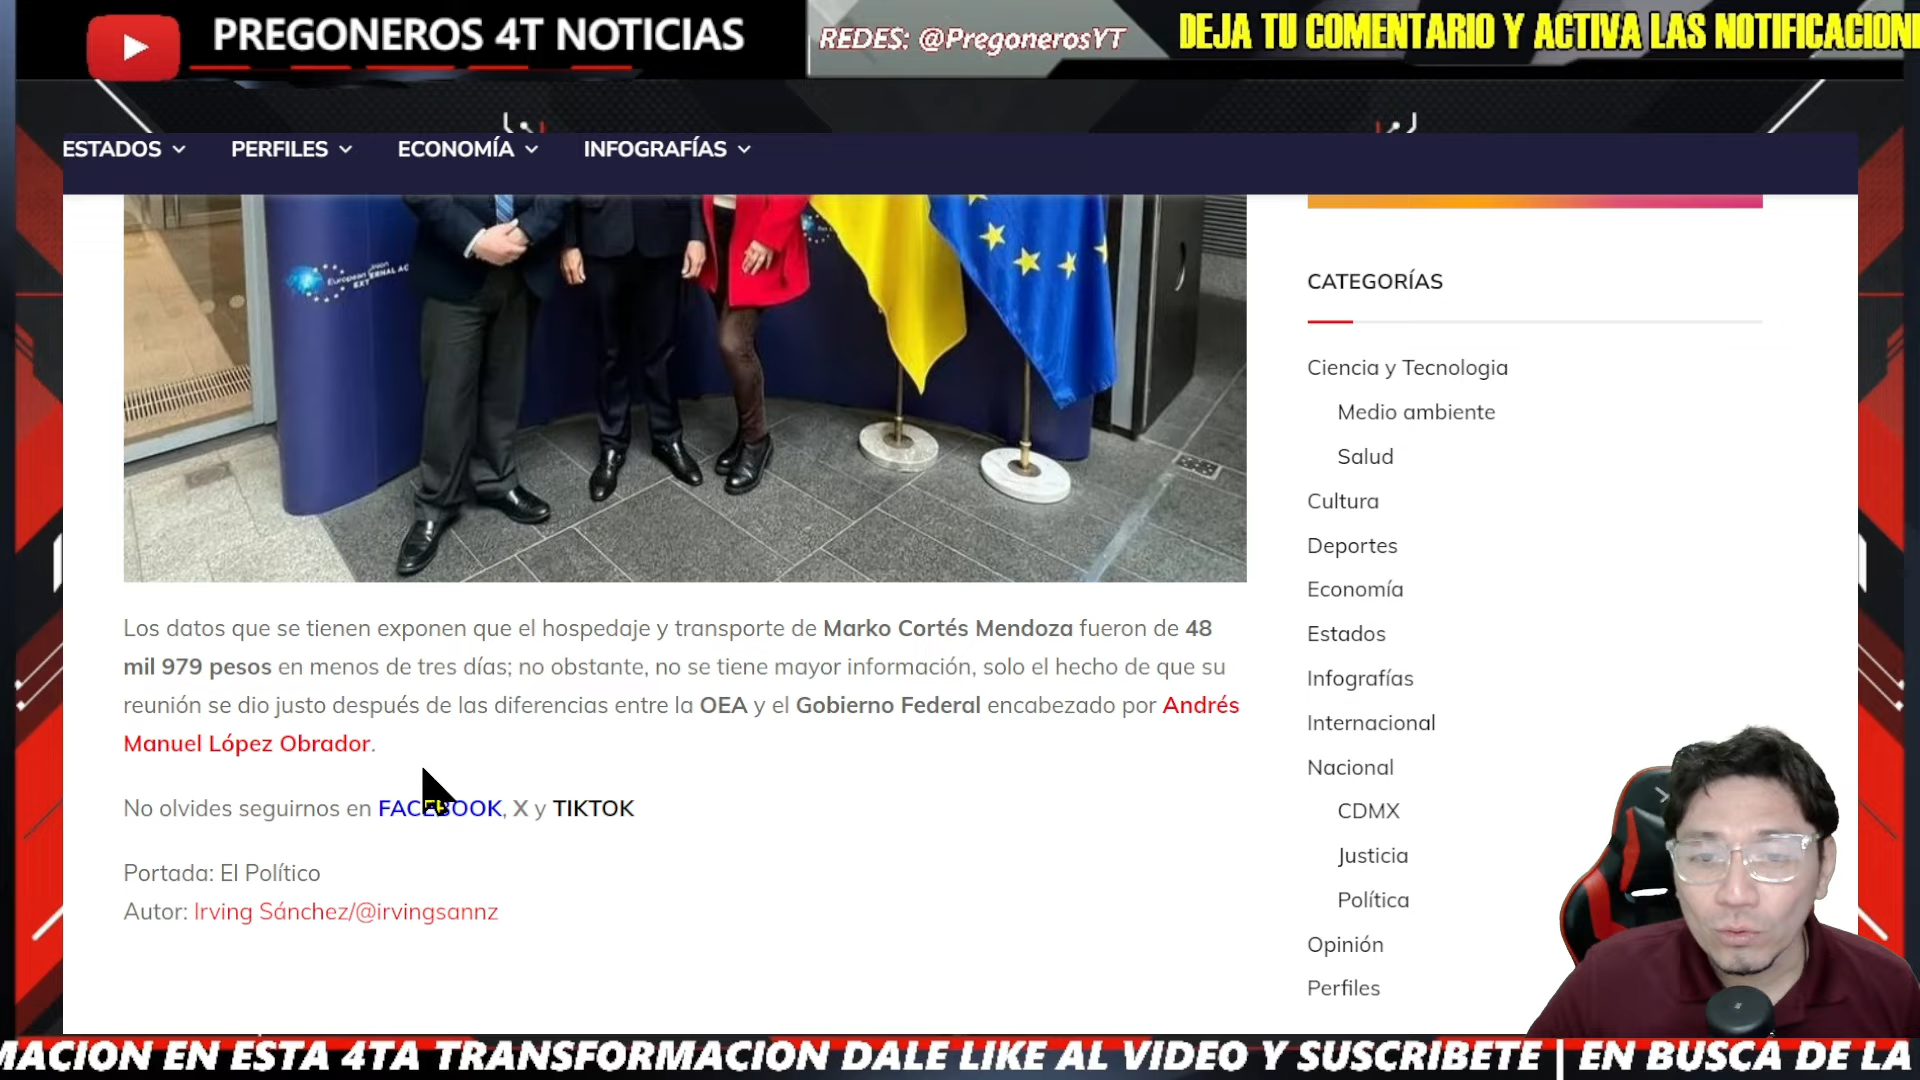 PREGONEROS 4T NOTICIAS
REDES: @PregonerosYT
DEJA TU COMENTARIO Y ACTIVA LAS NOTIFICACION
ESTADOS PERFILES ECONOMÍA INFOGRAFÍAS
European Union
CATEGORÍAS
Ciencia y Tecnologia
Medio ambiente
Salud
Cultura
Deportes
Economía
Estados
Infografías
Internacional
Nacional
CDMX
Justicia
Política
Opinión
Perfiles
Los datos que se tienen exponen que el hospedaje y transporte de Marko Cortés Mendoza fueron de 48
mil 979 pesos en menos de tres días; no obstante, no se tiene mayor información, solo el hecho de que su
reunión se dio justo después de las diferencias entre la OEA y el Gobierno Federal encabezado por Andrés
Manuel López Obrador.
No olvides seguirnos en FACEBOOK, X y TIKTOK
Portada: El Político
Autor: Irving Sánchez/@irvingsannz
MACION EN ESTA 4TA TRANSFORMACION DALE LIKE AL VIDEO Y SUSCRIBETE | EN BUSCA DE LA